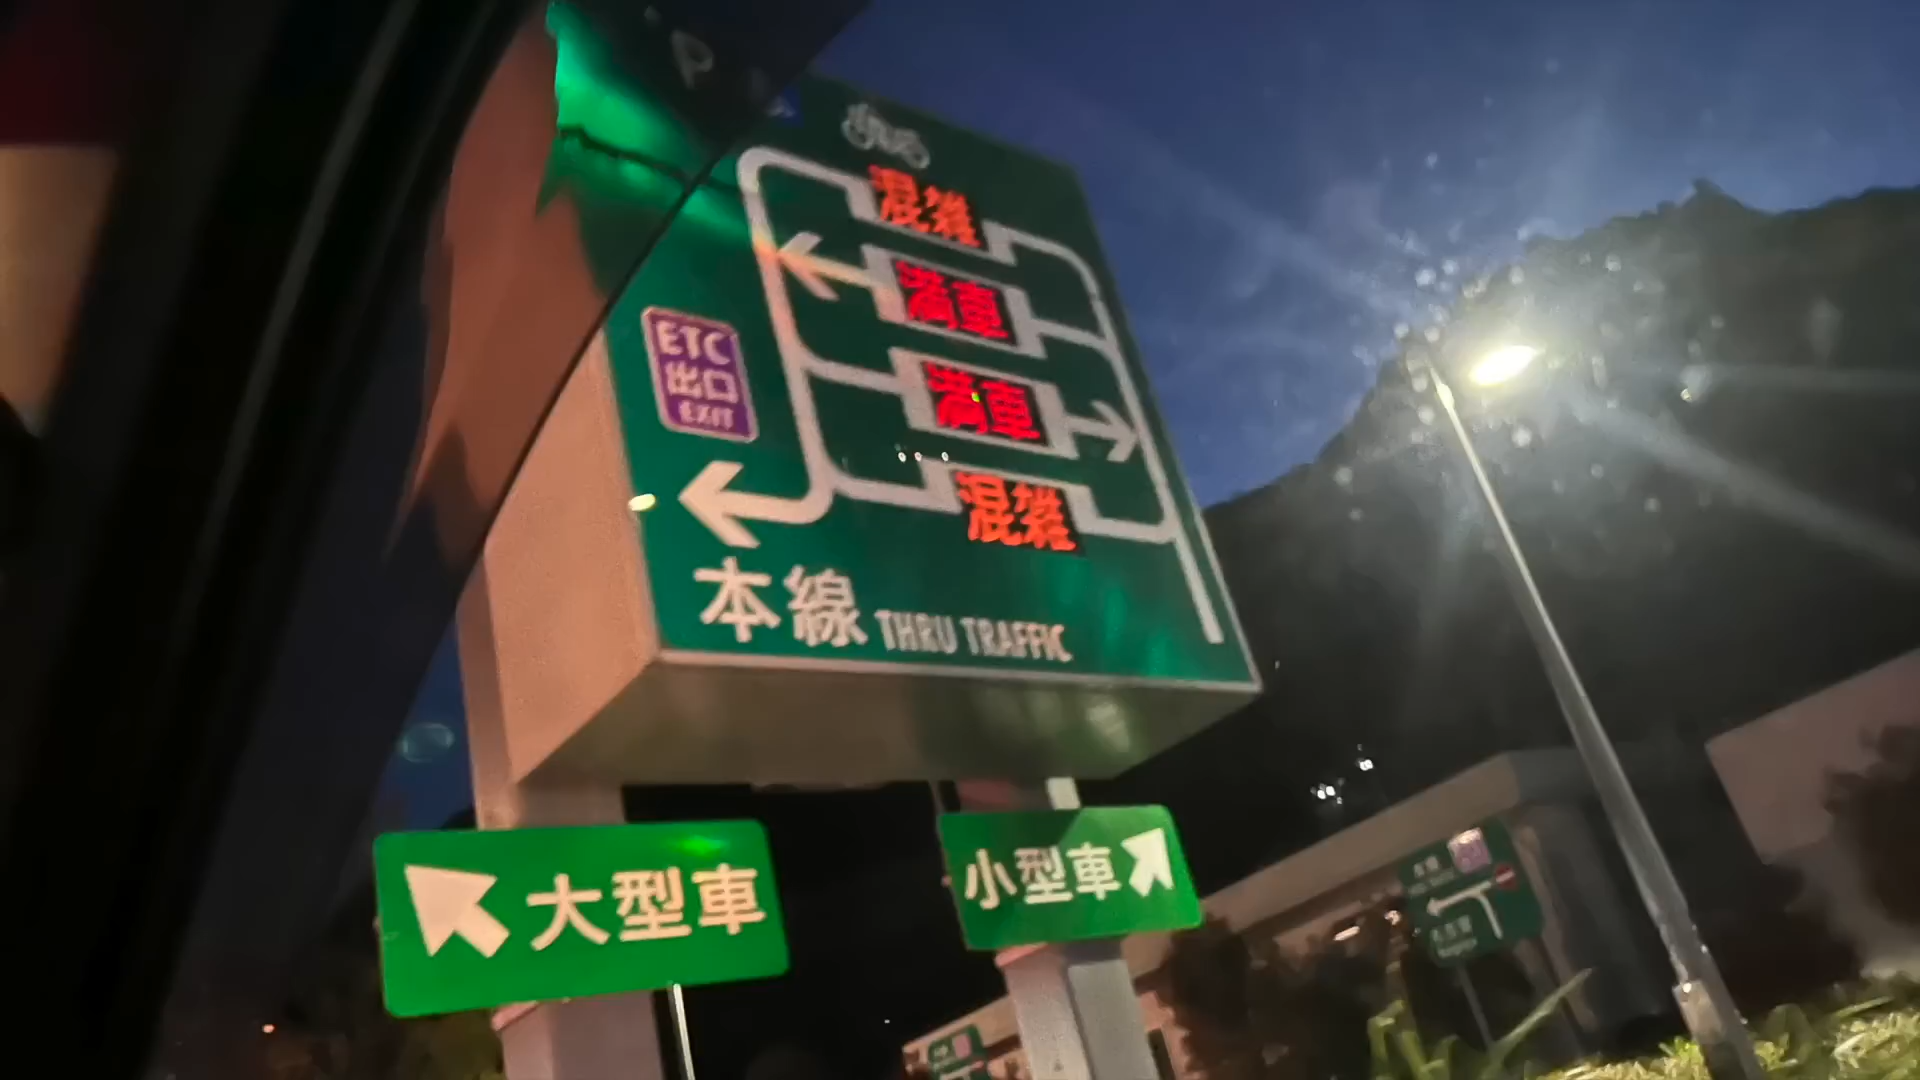 混雑
満車
満車
混雑
ETC
出口
EXIT
本線 THRU TRAFFIC
大型車
小型車